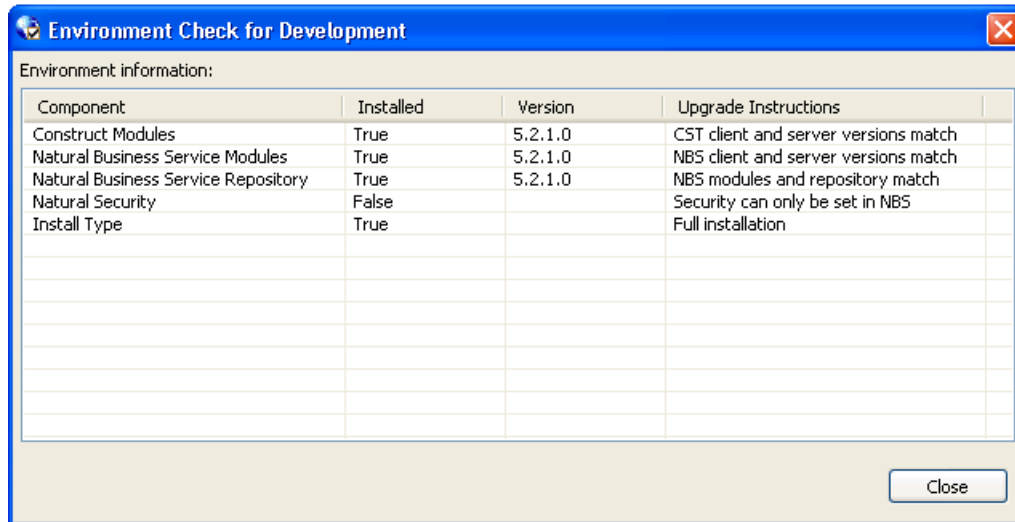 Environment Check for Development
Environment information:
Component Installed Version Upgrade Instructions
Construct Modules True 5.2.1.0 CST client and server versions match
Natural Business Service Modules True 5.2.1.0 NBS client and server versions match
Natural Business Service Repository True 5.2.1.0 NBS modules and repository match
Natural Security False Security can only be set in NBS
Install Type True Full installation
Close